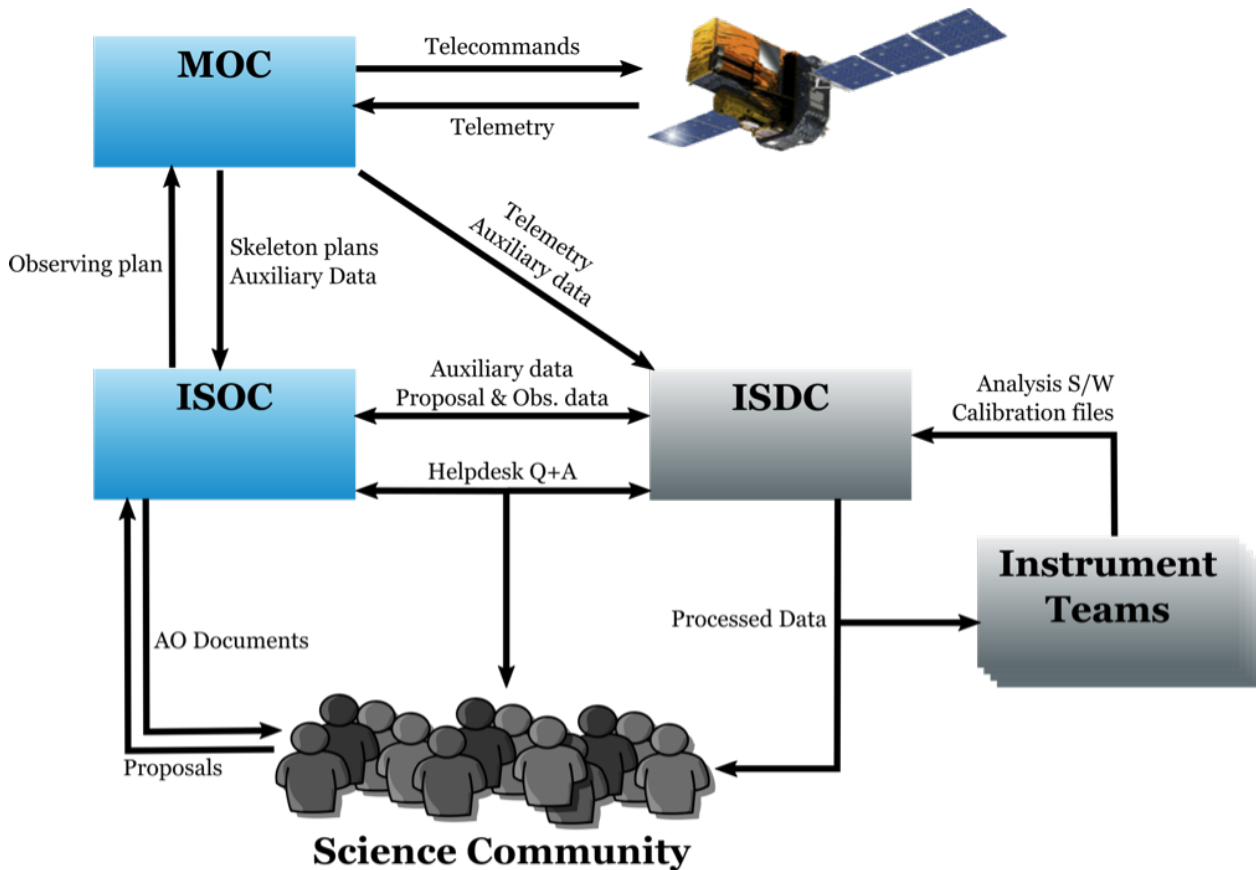 MOC
Telecommands
Telemetry
Observing plan
Skeleton plans
Auxiliary Data
Telemetry
Auxiliary data
ISOC
Auxiliary data
Proposal & Obs. data
ISDC
Analysis S/W
Calibration files
Helpdesk Q+A
Instrument
Teams
Processed Data
AO Documents
Proposals
Science Community